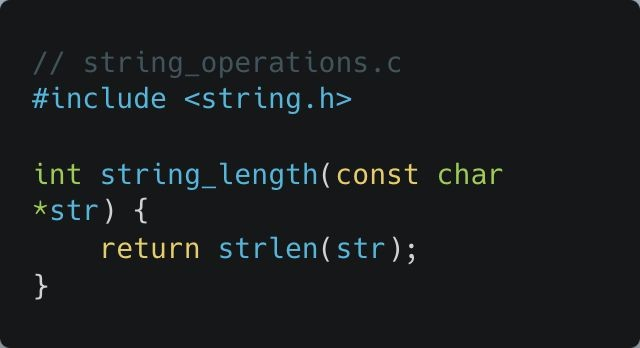 // string_operations.c
#include <string.h>

int string_length(const char
*str) {
    return strlen(str);
}